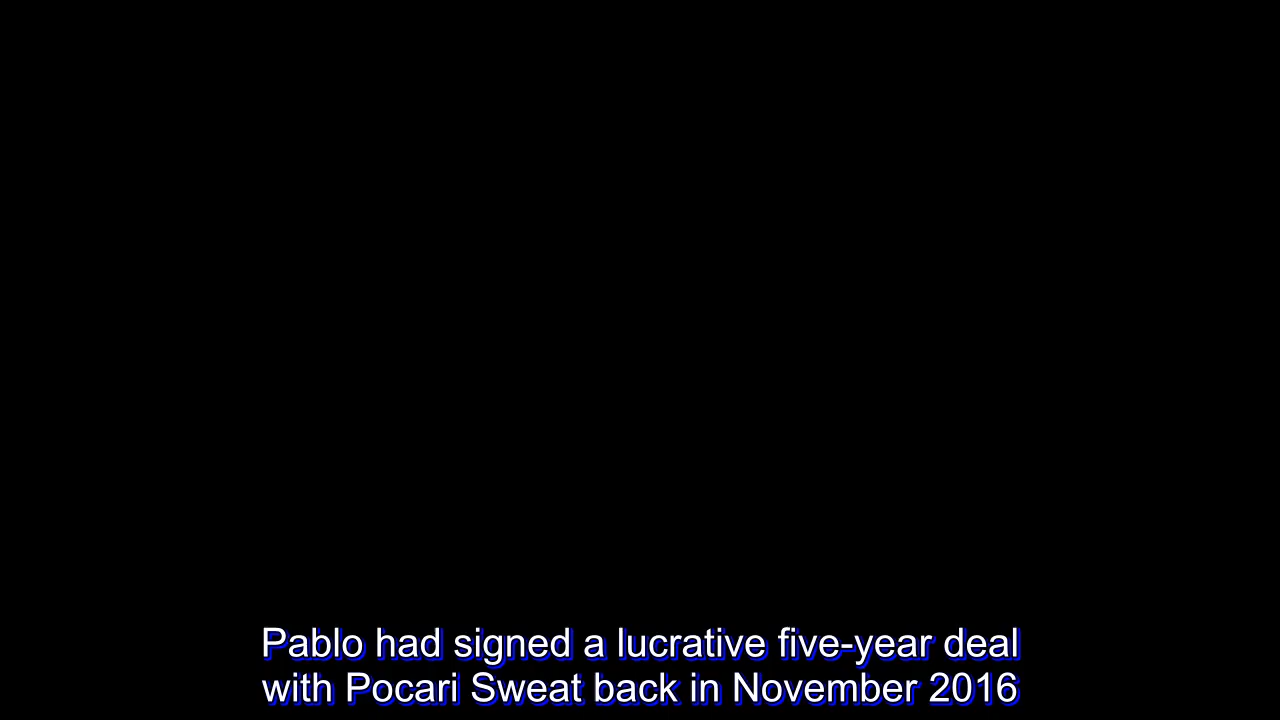 Pablo had signed a lucrative five-year deal
with Pocari Sweat back in November 2016